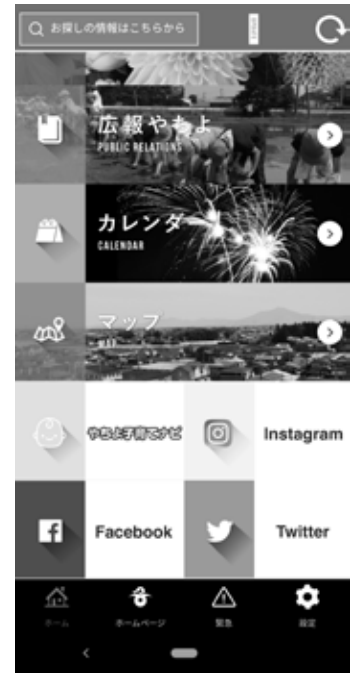 お探しの情報はこちらから
広報やちよ
PUBLIC RELATIONS
カレンダー
CALENDAR
マップ
MAP
やちよ子育てナビ
Instagram
Facebook
Twitter
ホーム
ホームページ
緊急
設定